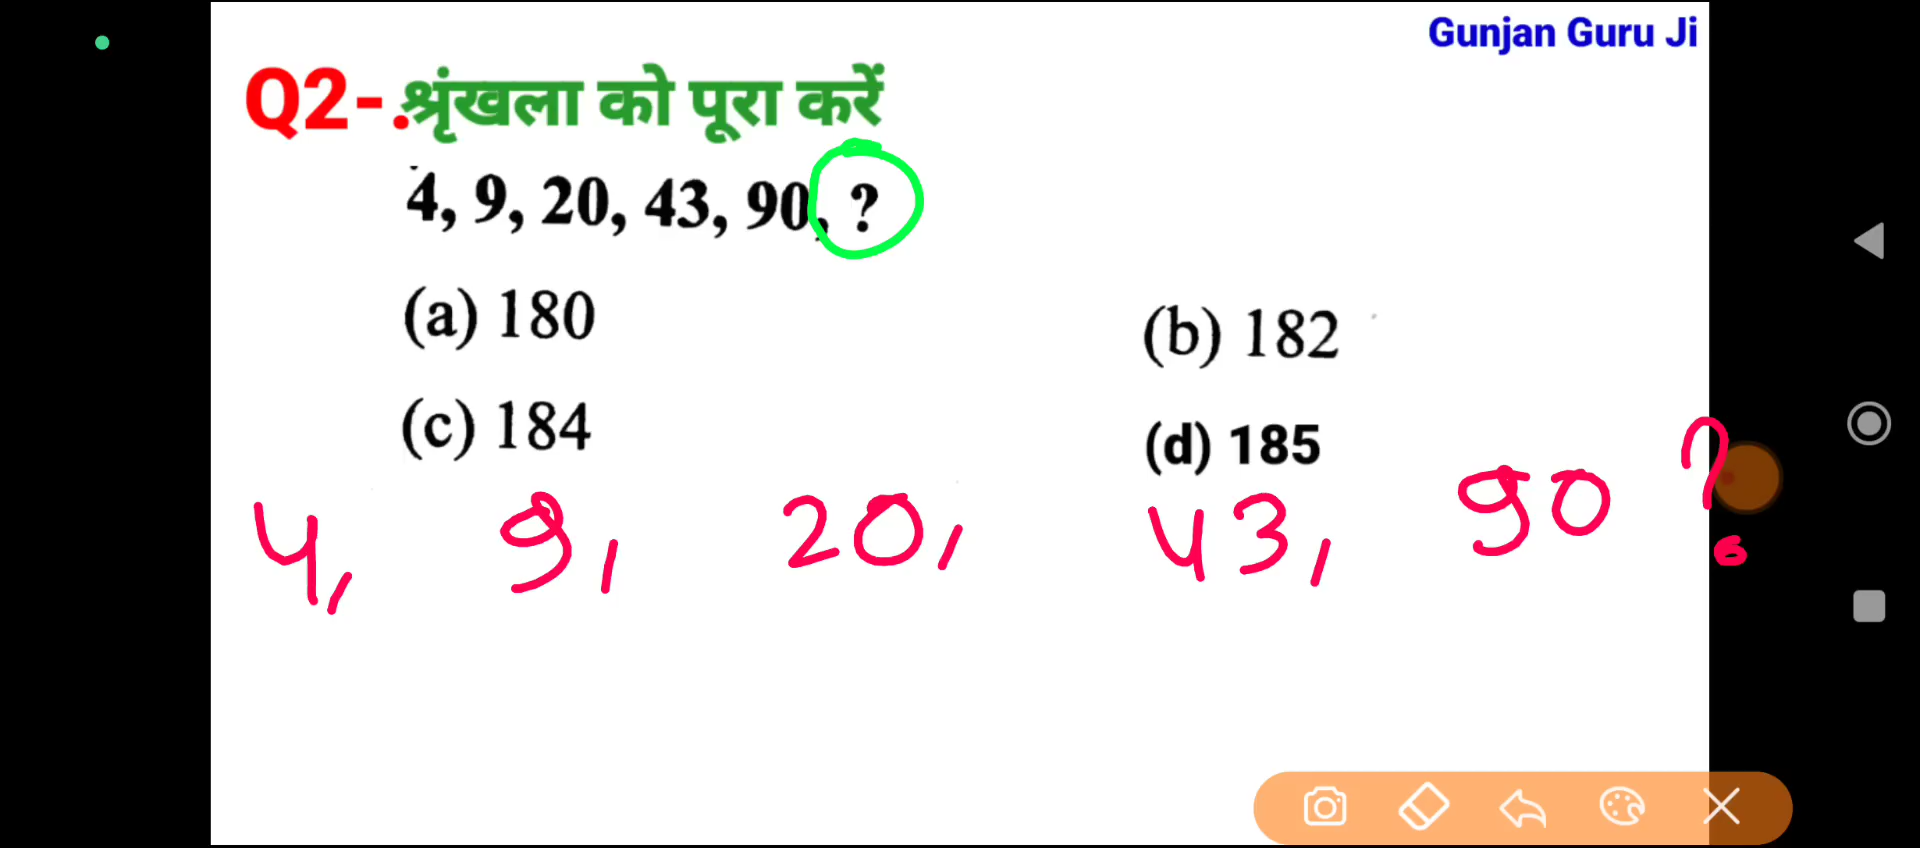 Gunjan Guru Ji
Q2-.श्रृंखला को पूरा करें
4, 9, 20, 43, 90, ?
(a) 180
(b) 182
(c) 184
(d) 185
4, 9, 20, 43, 90 ?